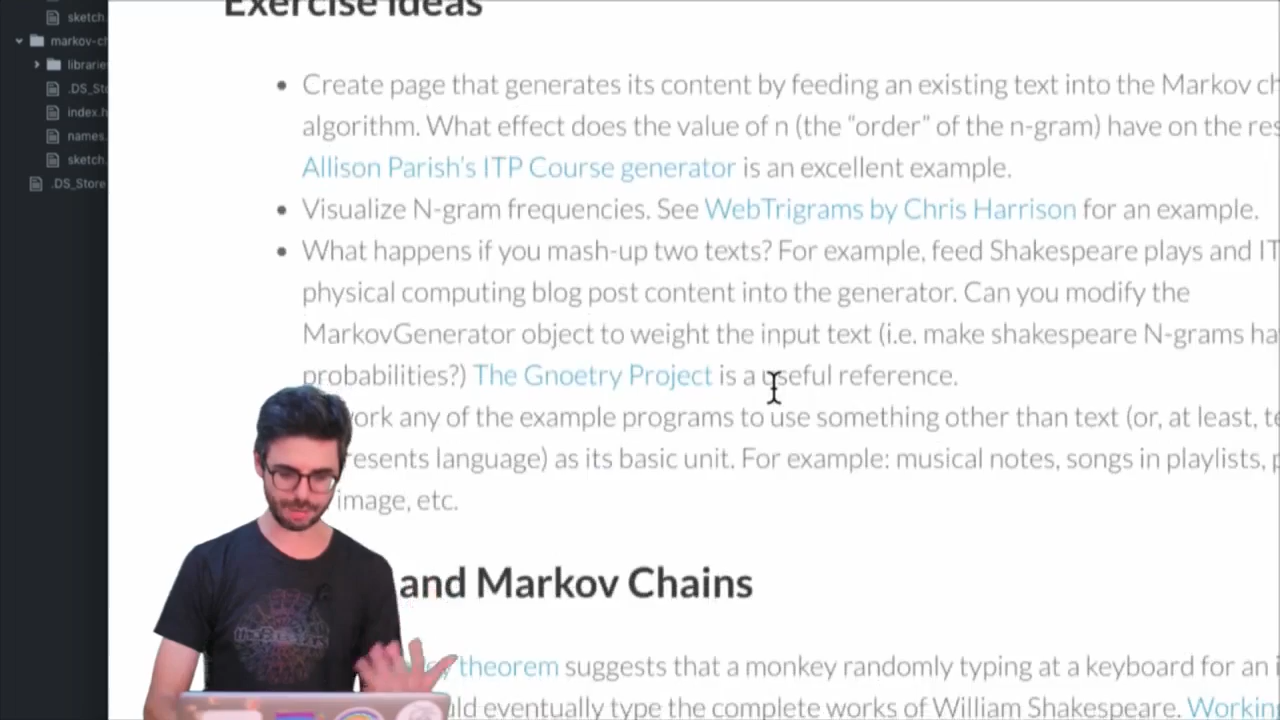 Exercise Ideas
sketch.
markov-ch
librarie
.DS_Sto
index.h
names.
sketch.
.DS_Store
Create page that generates its content by feeding an existing text into the Markov ch
algorithm. What effect does the value of n (the “order” of the n-gram) have on the res
Allison Parish’s ITP Course generator is an excellent example.
Visualize N-gram frequencies. See WebTrigrams by Chris Harrison for an example.
What happens if you mash-up two texts? For example, feed Shakespeare plays and IT
physical computing blog post content into the generator. Can you modify the
MarkovGenerator object to weight the input text (i.e. make shakespeare N-grams ha
probabilities?) The Gnoetry Project is a useful reference.
ork any of the example programs to use something other than text (or, at least, te
resents language) as its basic unit. For example: musical notes, songs in playlists, p
image, etc.
and Markov Chains
theorem suggests that a monkey randomly typing at a keyboard for an
ld eventually type the complete works of William Shakespeare. Workin